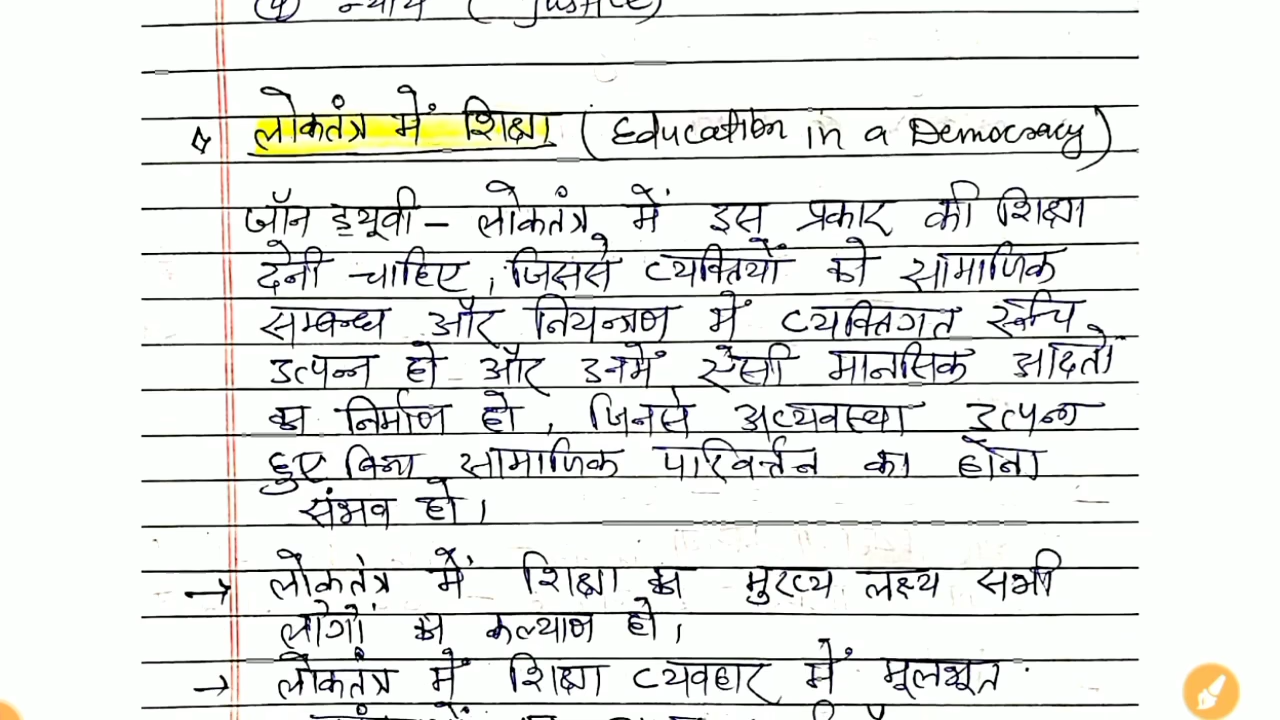 (4) न्याय (Justice)
लोकतंत्र में शिक्षा (Education in a Democracy)
जॉन ड्यूवी - लोकतंत्र में इस प्रकार की शिक्षा
देनी चाहिए, जिससे व्यक्तियों को सामाजिक
सम्बन्ध और नियन्त्रण में व्यक्तिगत रूचि
उत्पन्न हो और उनमें ऐसी मानसिक आदतों
का निर्माण हो, जिनसे अव्यवस्था उत्पन्न
हुए बिना सामाजिक परिवर्त्तन का होना
संभव हो।
→ लोकतंत्र में शिक्षा का मुख्य लक्ष्य सभी
लोगों का कल्याण हो।
→ लोकतंत्र में शिक्षा व्यवहार में मूलभूत